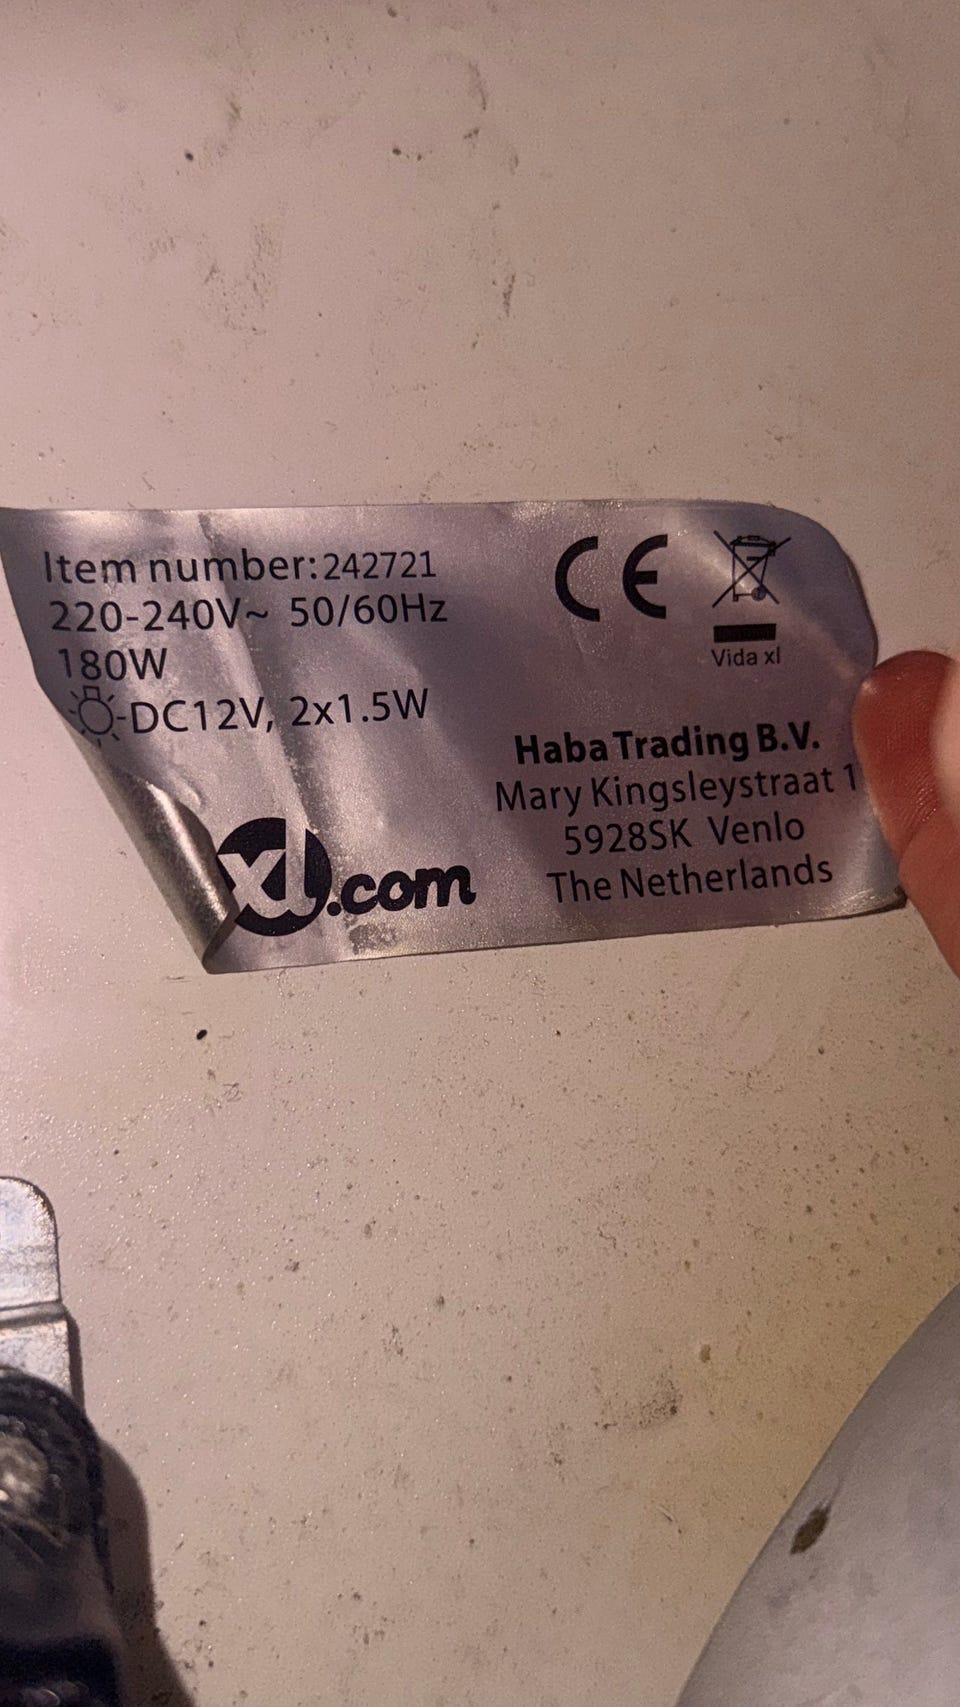 Item number:242721
220-240V~ 50/60Hz
180W
-DC12V, 2x1.5W
XL.com
CE
Vida xl
Haba Trading B.V.
Mary Kingsleystraat 1
5928SK Venlo
The Netherlands